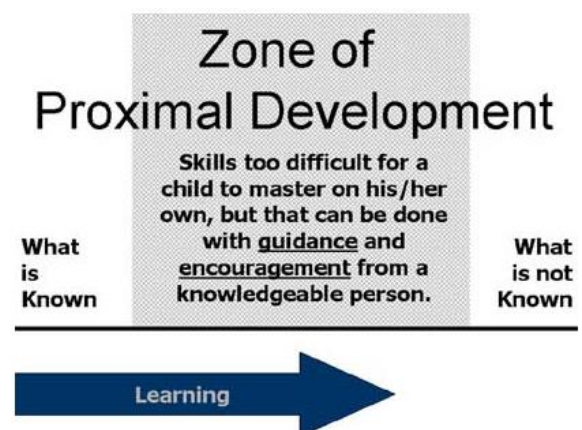 Zone of
Proximal Development
Skills too difficult for a
child to master on his/her
own, but that can be done
with guidance and
encouragement from a
knowledgeable person.
What
is
Known
What
is not
Known
Learning